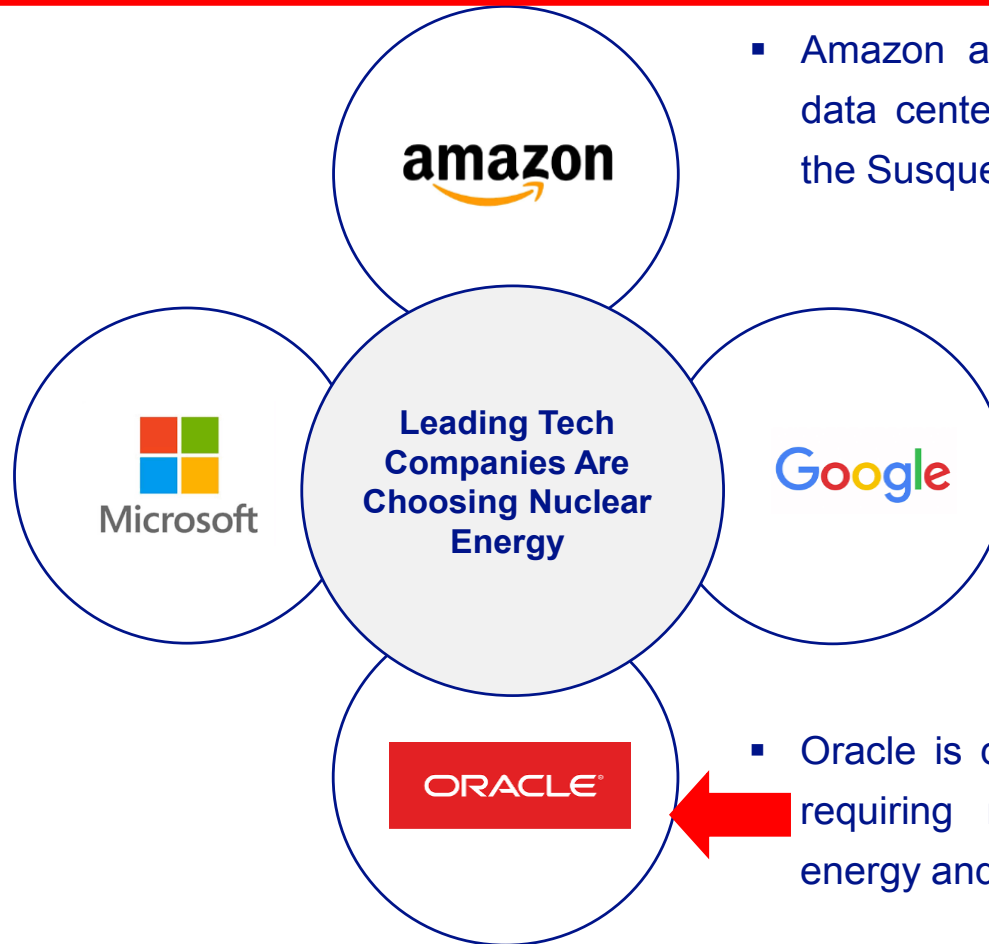 amazon
▪ Amazon a
data cente
the Susque
Microsoft
Leading Tech
Companies Are
Choosing Nuclear
Energy
Google
ORACLE®
▪ Oracle is
requiring
energy and